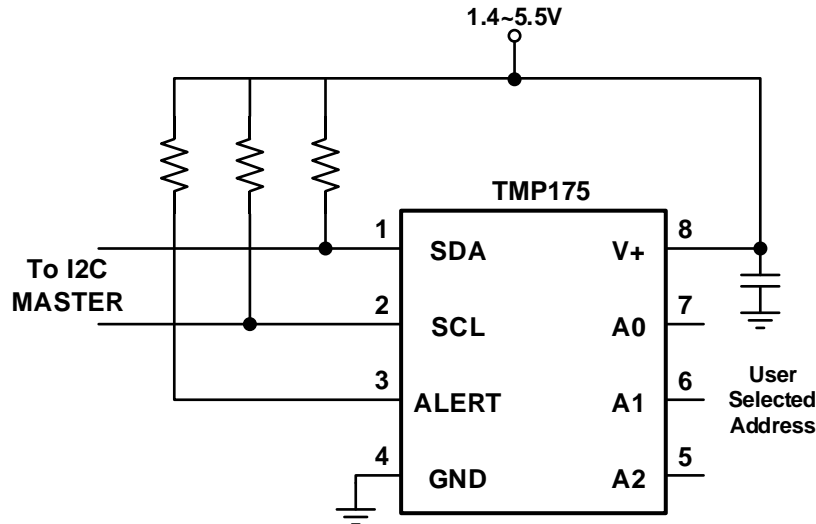 1.4~5.5V
TMP175
To I2C
MASTER
1
SDA
V+
8
2
SCL
A0
7
3
ALERT
A1
6
4
GND
A2
5
User
Selected
Address